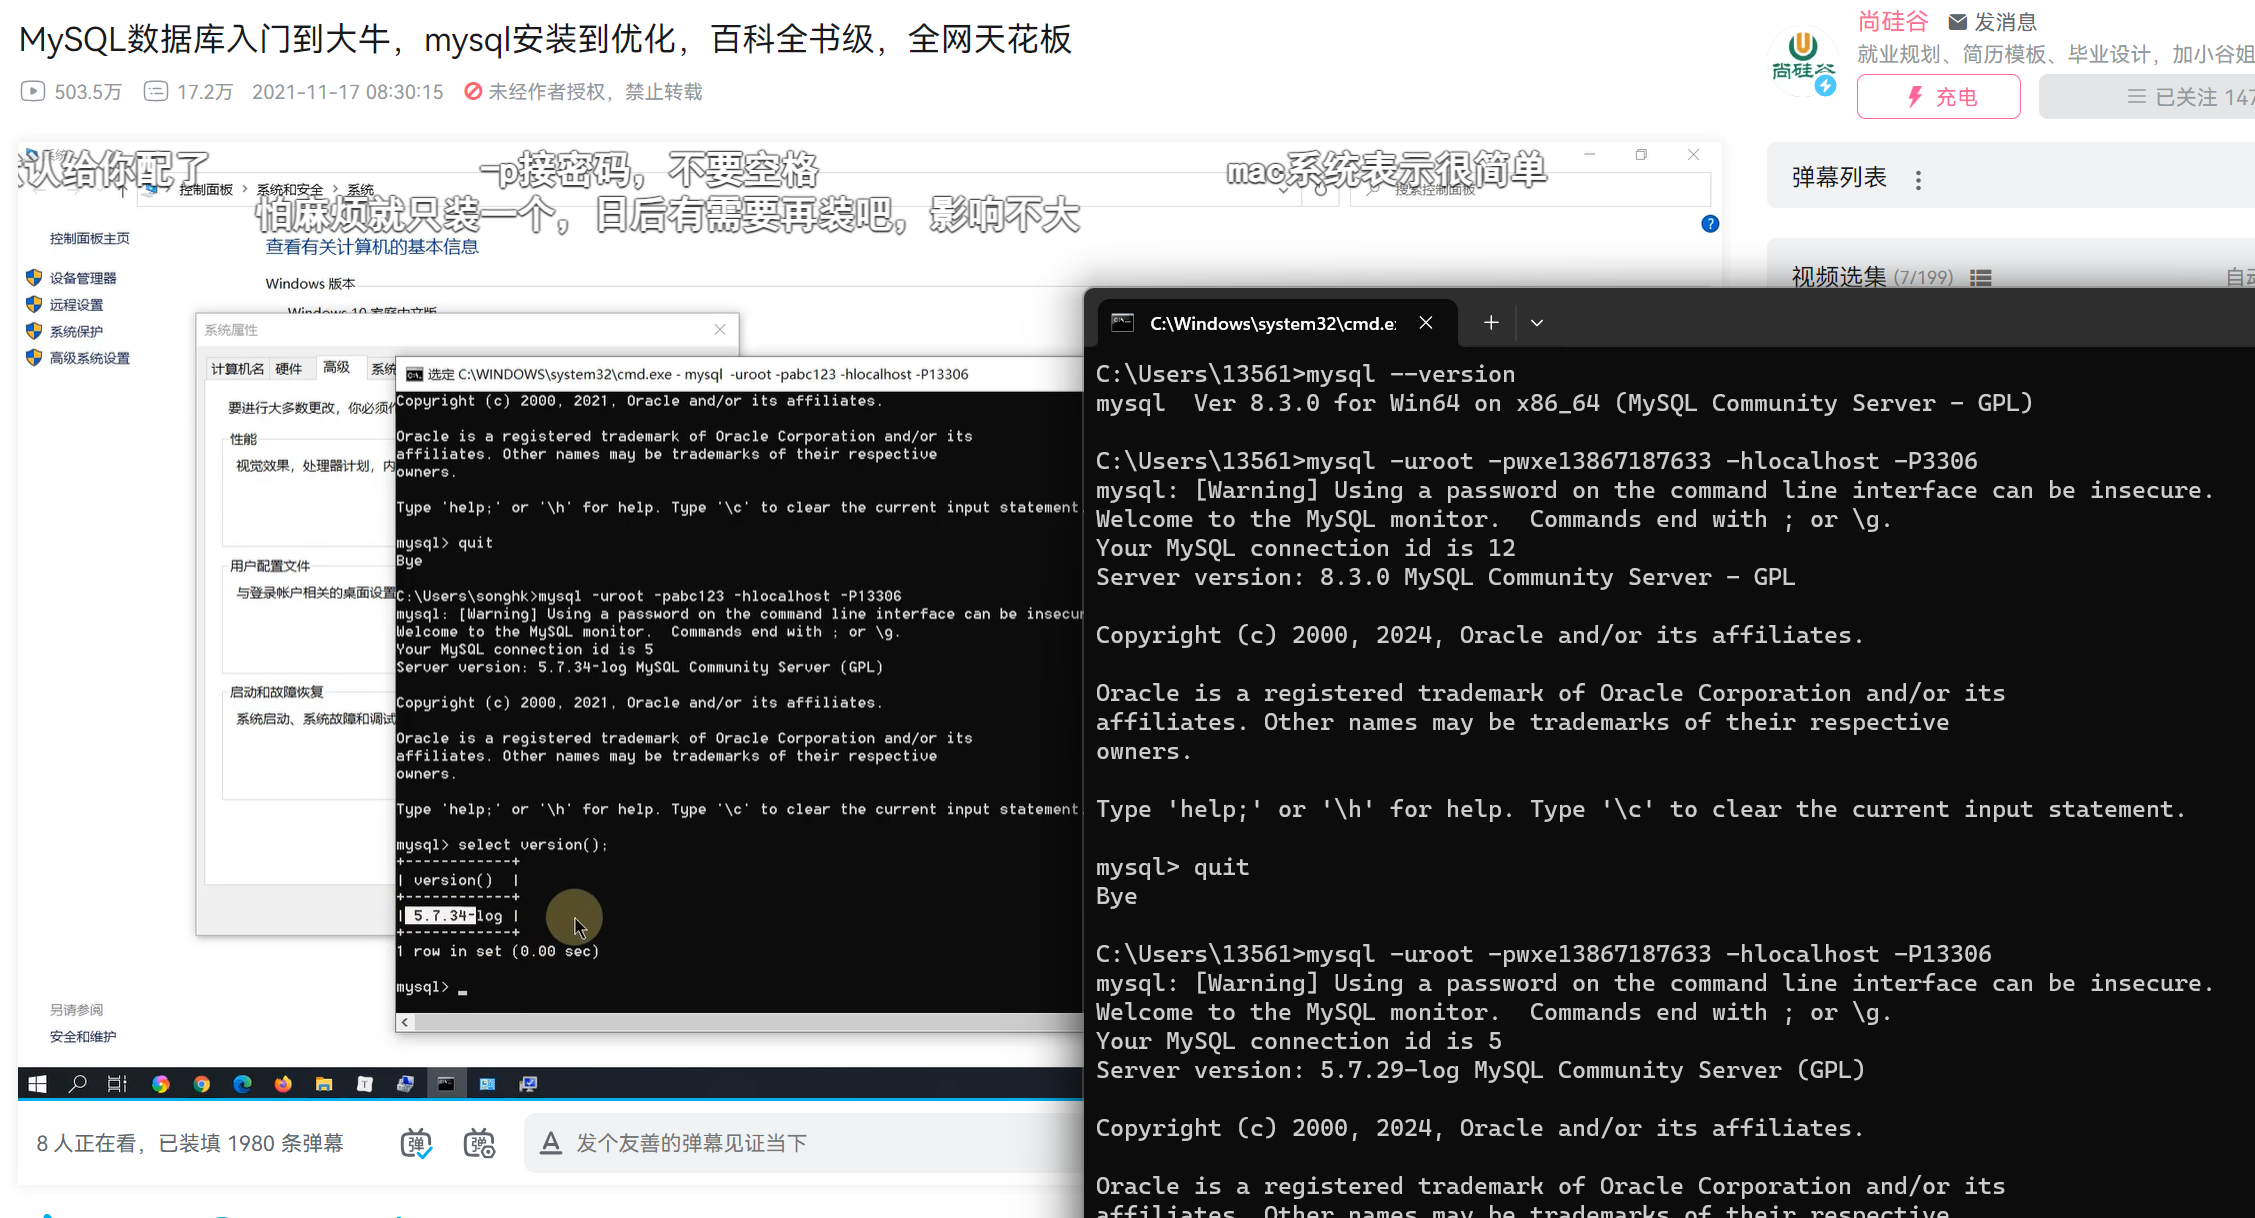 MySQL数据库入门到大牛，mysql安装到优化，百科全书级，全网天花板
503.5万 17.2万 2021-11-17 08:30:15 未经作者授权，禁止转载
尚硅谷 发消息
就业规划、简历模板、毕业设计，加小谷姐
尚硅谷
充电
已关注 147
弹幕列表
视频选集 (7/199)
认给你配了
-p接密码，不要空格
mac系统表示很简单
怕麻烦就只装一个，日后有需要再装吧，影响不大
控制面板 › 系统和安全 › 系统
搜索控制面板
控制面板主页
设备管理器
远程设置
系统保护
高级系统设置
查看有关计算机的基本信息
Windows 版本
Windows 10 家庭中文版
系统属性
计算机名 硬件 高级 系统
要进行大多数更改，你必须作
性能
视觉效果，处理器计划，内
用户配置文件
与登录帐户相关的桌面设置
启动和故障恢复
系统启动、系统故障和调试
另请参阅
安全和维护
选定 C:\WINDOWS\system32\cmd.exe - mysql -uroot -pabc123 -hlocalhost -P13306
Copyright (c) 2000, 2021, Oracle and/or its affiliates.
Oracle is a registered trademark of Oracle Corporation and/or its
affiliates. Other names may be trademarks of their respective
owners.
Type 'help;' or '\h' for help. Type '\c' to clear the current input statement.
mysql> quit
Bye
C:\Users\songhk>mysql -uroot -pabc123 -hlocalhost -P13306
mysql: [Warning] Using a password on the command line interface can be insecur
Welcome to the MySQL monitor.  Commands end with ; or \g.
Your MySQL connection id is 5
Server version: 5.7.34-log MySQL Community Server (GPL)
Copyright (c) 2000, 2021, Oracle and/or its affiliates.
Oracle is a registered trademark of Oracle Corporation and/or its
affiliates. Other names may be trademarks of their respective
owners.
Type 'help;' or '\h' for help. Type '\c' to clear the current input statement.
mysql> select version();
+------------+
| version()  |
+------------+
| 5.7.34-log |
+------------+
1 row in set (0.00 sec)
mysql> _
8 人正在看，已装填 1980 条弹幕
发个友善的弹幕见证当下
C:\Windows\system32\cmd.e
C:\Users\13561>mysql --version
mysql  Ver 8.3.0 for Win64 on x86_64 (MySQL Community Server - GPL)
C:\Users\13561>mysql -uroot -pwxe13867187633 -hlocalhost -P3306
mysql: [Warning] Using a password on the command line interface can be insecure.
Welcome to the MySQL monitor.  Commands end with ; or \g.
Your MySQL connection id is 12
Server version: 8.3.0 MySQL Community Server - GPL
Copyright (c) 2000, 2024, Oracle and/or its affiliates.
Oracle is a registered trademark of Oracle Corporation and/or its
affiliates. Other names may be trademarks of their respective
owners.
Type 'help;' or '\h' for help. Type '\c' to clear the current input statement.
mysql> quit
Bye
C:\Users\13561>mysql -uroot -pwxe13867187633 -hlocalhost -P13306
mysql: [Warning] Using a password on the command line interface can be insecure.
Welcome to the MySQL monitor.  Commands end with ; or \g.
Your MySQL connection id is 5
Server version: 5.7.29-log MySQL Community Server (GPL)
Copyright (c) 2000, 2024, Oracle and/or its affiliates.
Oracle is a registered trademark of Oracle Corporation and/or its
affiliates. Other names may be trademarks of their respective